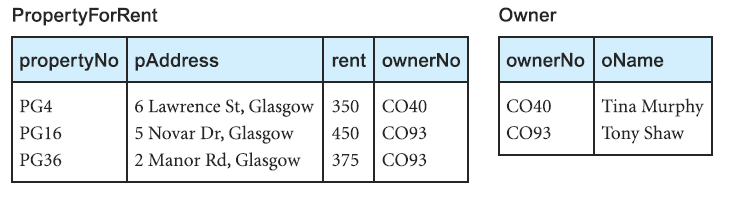 PropertyForRent
propertyNo pAddress rent ownerNo
PG4 6 Lawrence St, Glasgow 350 CO40
PG16 5 Novar Dr, Glasgow 450 CO93
PG36 2 Manor Rd, Glasgow 375 CO93
Owner
ownerNo oName
CO40 Tina Murphy
CO93 Tony Shaw